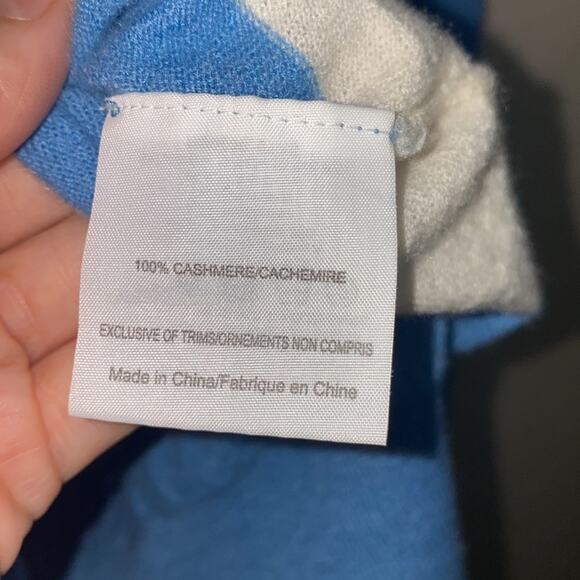 100% CASHMERE/CACHEMIRE
EXCLUSIVE OF TRIMS/ORNEMENTS NON COMPRIS
Made in China/Fabrique en Chine